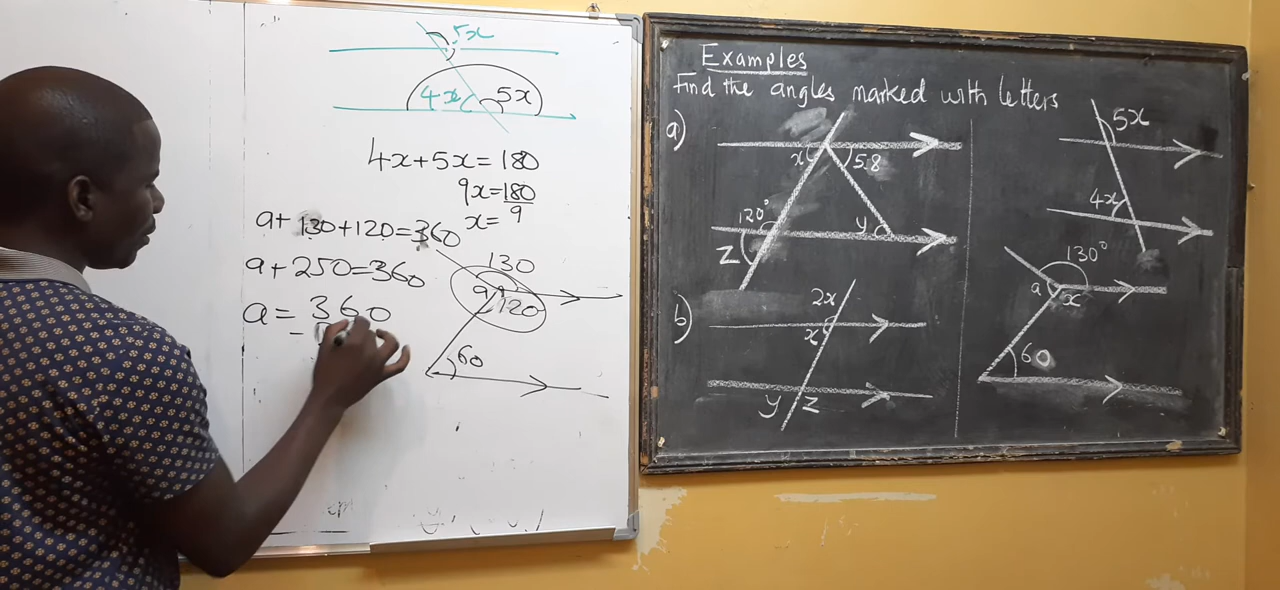 5x
4x 5x
4x+5x=180
9x=180
9
x=
a+130+120=360
a+250=360
a=360
-
130
a 120
60
Examples
Find the angles marked with letters
a)
x 58
120°
y
z
5x
4x
b)
2x
x
y z
130°
a x
60